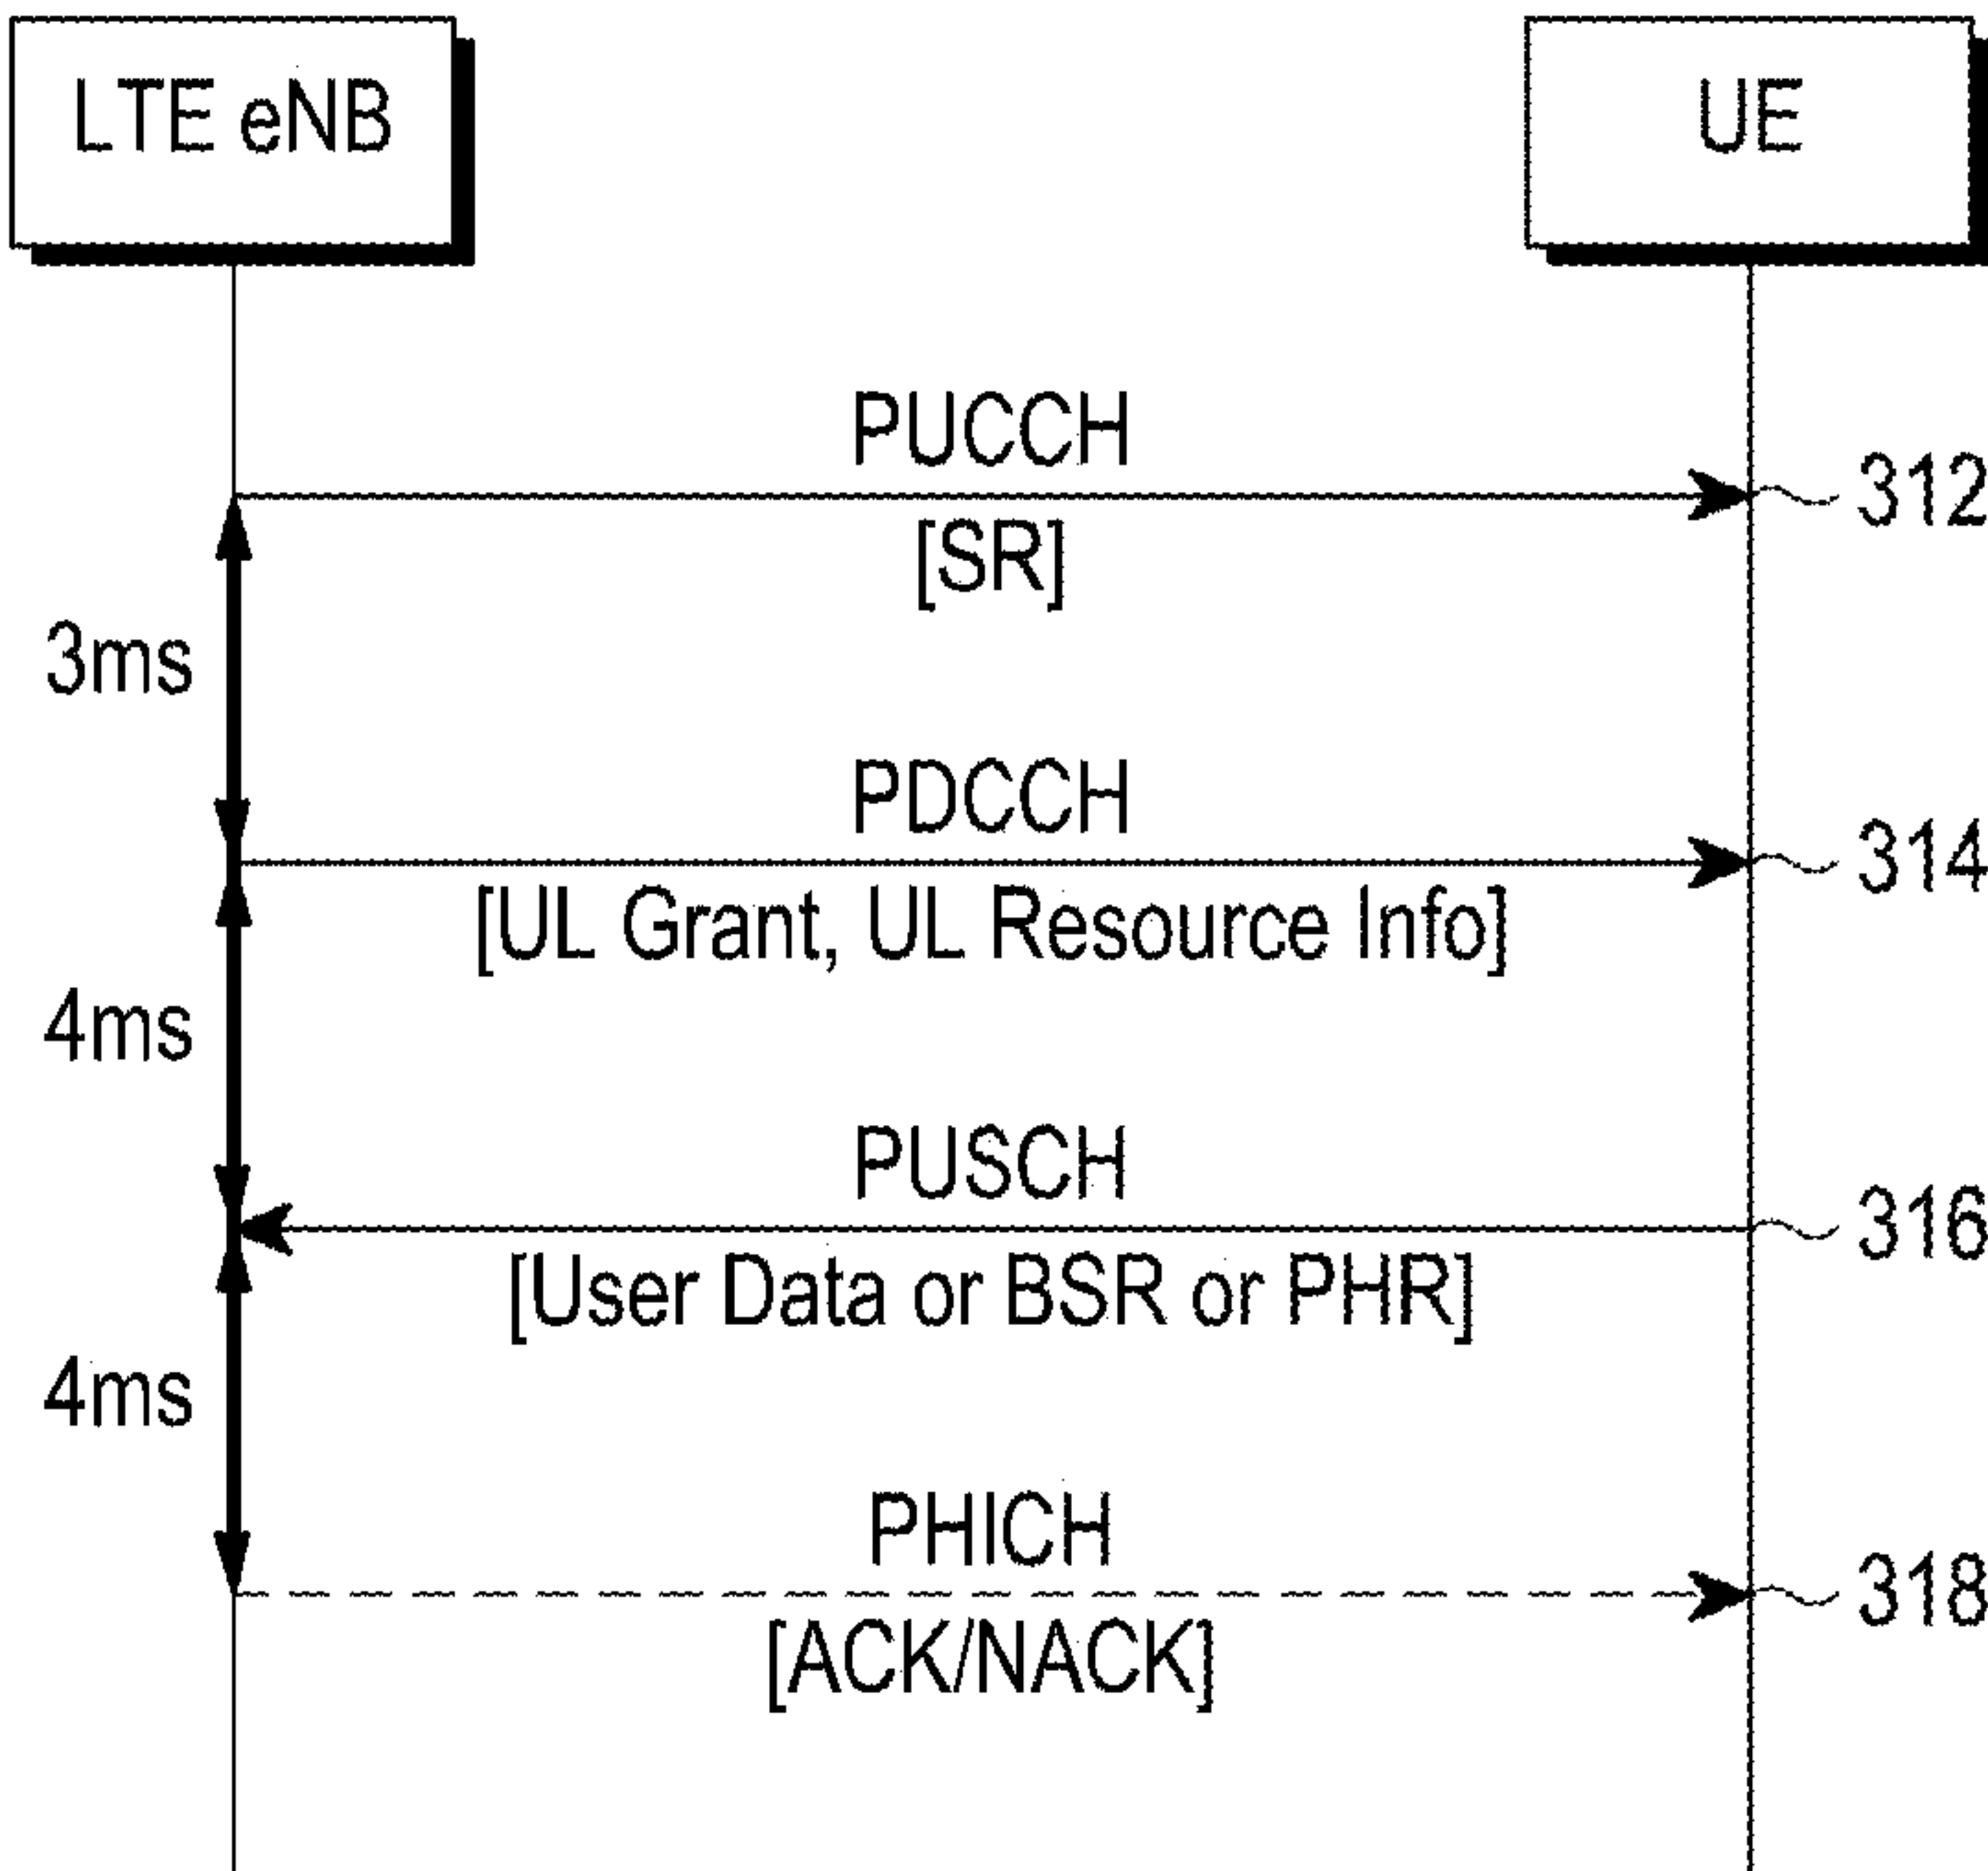 LTE eNB
UE
PUCCH
312
[SR]
3ms
PDCCH
314
[UL Grant, UL Resource Info]
4ms
PUSCH
316
[User Data or BSR or PHR]
4ms
PHICH
318
[ACK/NACK]